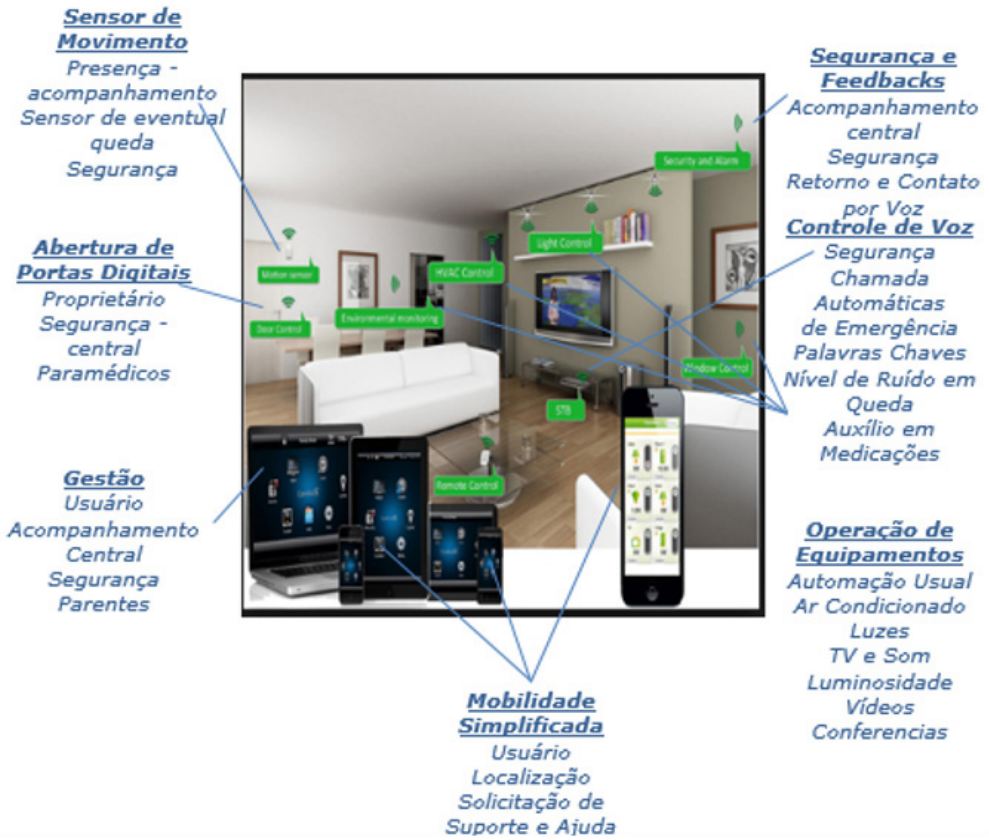 Sensor de
Movimento
Presença -
acompanhamento
Sensor de eventual
queda
Segurança
Abertura de
Portas Digitais
Proprietário
Segurança -
central
Paramédicos
Gestão
Usuário
Acompanhamento
Central
Segurança
Parentes
Security and Alarm
Light Control
Motion sensor
HVAC Control
Door Control
Environmental monitoring
Window Control
STB
Remote Control
Mobilidade
Simplificada
Usuário
Localização
Solicitação de
Suporte e Ajuda
Segurança e
Feedbacks
Acompanhamento
central
Segurança
Retorno e Contato
por Voz
Controle de Voz
Segurança
Chamada
Automáticas
de Emergência
Palavras Chaves
Nível de Ruído em
Queda
Auxílio em
Medicações
Operação de
Equipamentos
Automação Usual
Ar Condicionado
Luzes
TV e Som
Luminosidade
Vídeos
Conferencias